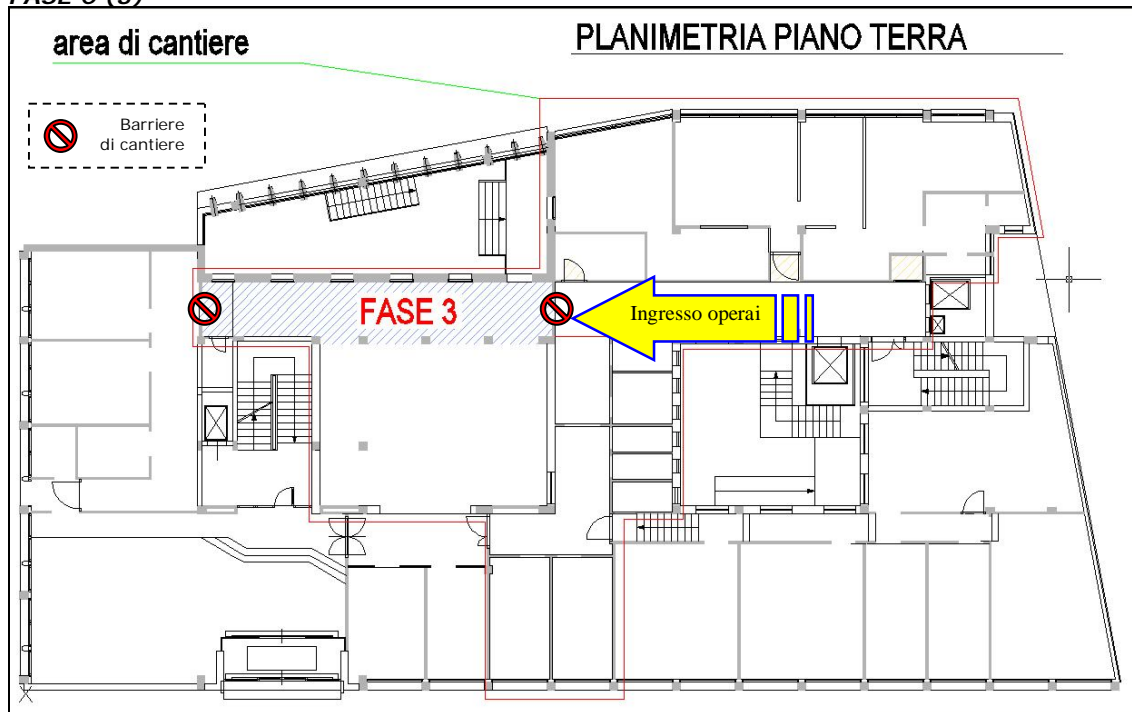 area di cantiere
PLANIMETRIA PIANO TERRA
Barriere
di cantiere
FASE 3
Ingresso operai